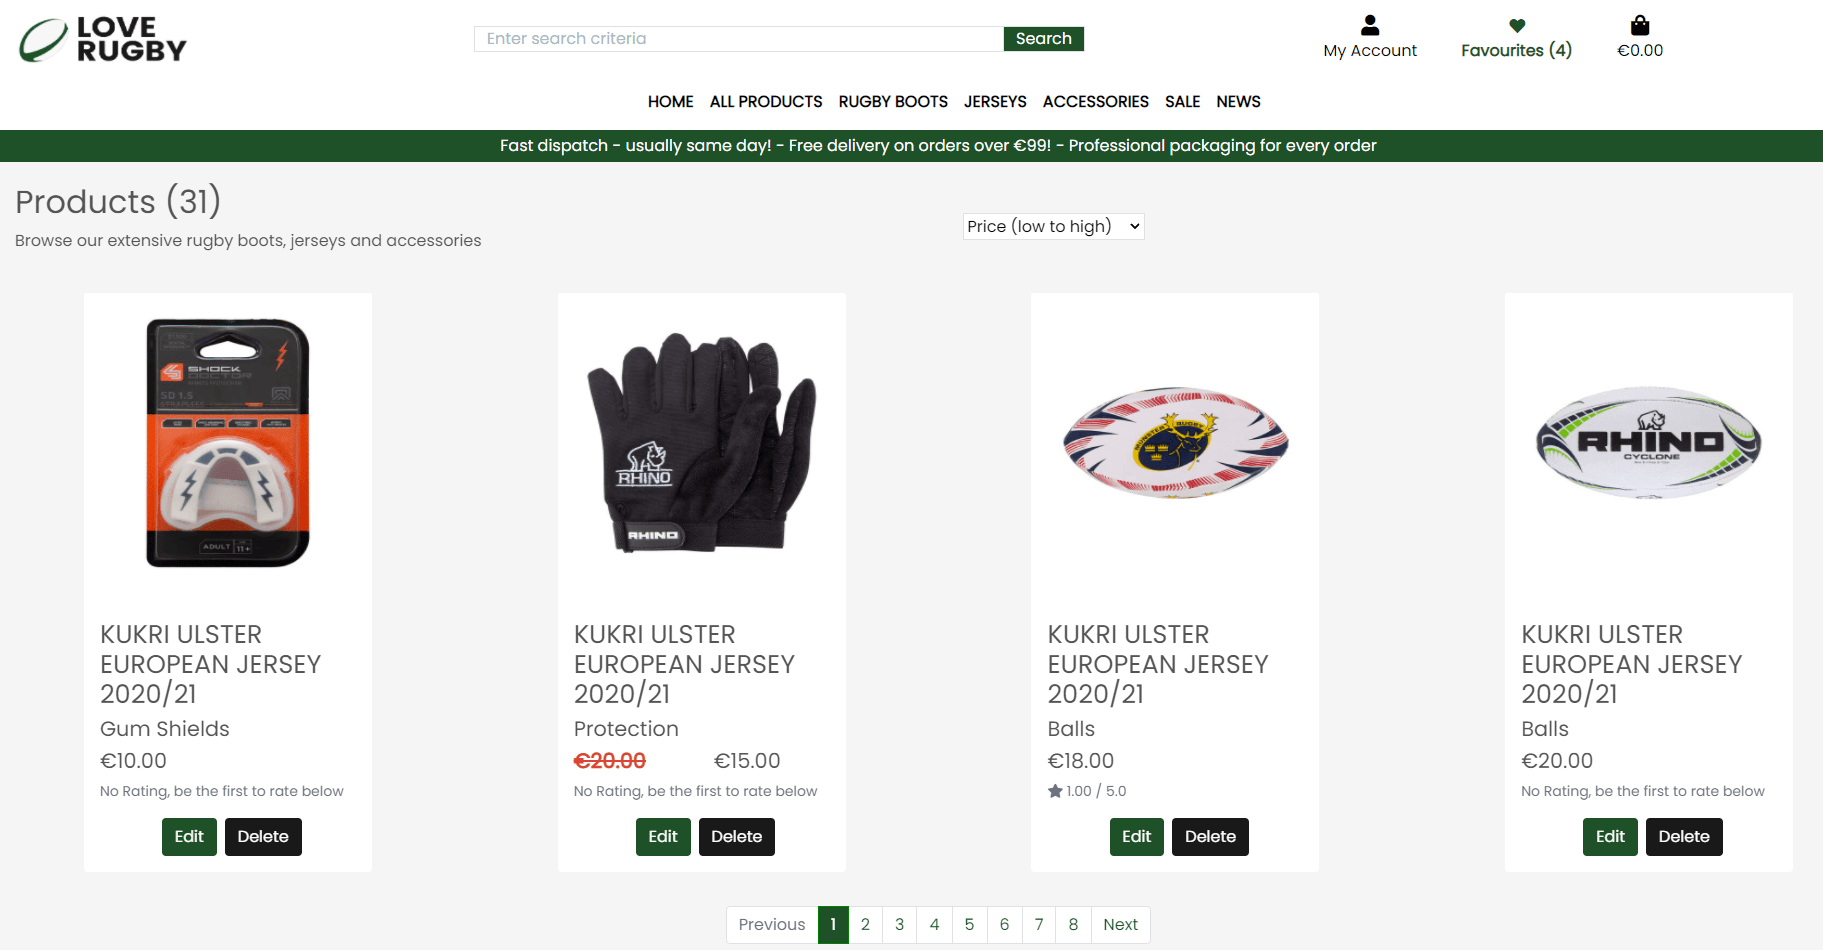 LOVE
RUGBY
Enter search criteria
Search
My Account
Favourites (4)
€0.00
HOME
ALL PRODUCTS
RUGBY BOOTS
JERSEYS
ACCESSORIES
SALE
NEWS
Fast dispatch - usually same day! - Free delivery on orders over €99! - Professional packaging for every order
Products (31)
Browse our extensive rugby boots, jerseys and accessories
Price (low to high)
SHOCK
DOCTOR
SD 1.5
ADULT 11+
KUKRI ULSTER
EUROPEAN JERSEY
2020/21
Gum Shields
€10.00
No Rating, be the first to rate below
Edit
Delete
RHINO
RHINO
KUKRI ULSTER
EUROPEAN JERSEY
2020/21
Protection
€20.00 €15.00
No Rating, be the first to rate below
Edit
Delete
MUNSTER RUGBY
KUKRI ULSTER
EUROPEAN JERSEY
2020/21
Balls
€18.00
1.00 / 5.0
Edit
Delete
RHINO
CYCLONE
KUKRI ULSTER
EUROPEAN JERSEY
2020/21
Balls
€20.00
No Rating, be the first to rate below
Edit
Delete
Previous 1 2 3 4 5 6 7 8 Next